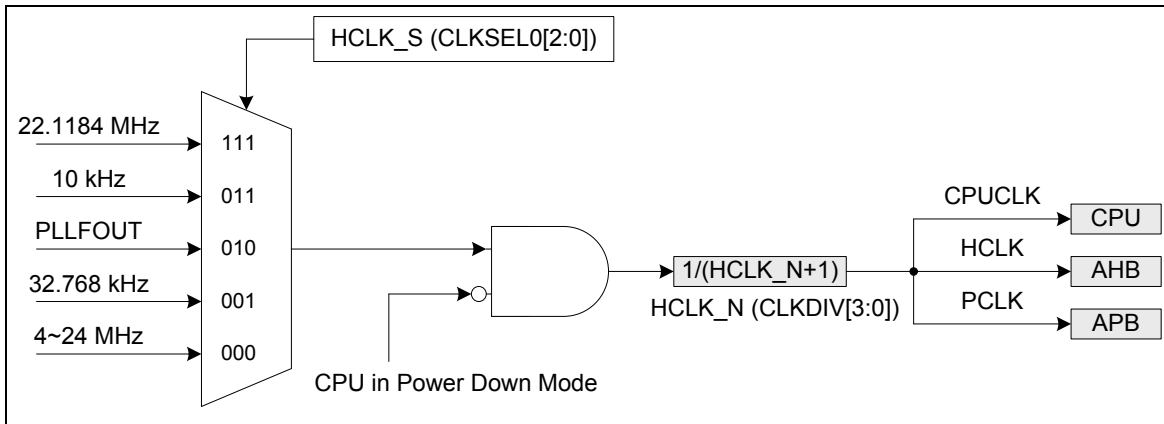 HCLK_S (CLKSEL0[2:0])
22.1184 MHz
111
10 kHz
011
PLLFOUT
010
32.768 kHz
001
4~24 MHz
000
CPU in Power Down Mode
1/(HCLK_N+1)
HCLK_N (CLKDIV[3:0])
CPUCLK
CPU
HCLK
AHB
PCLK
APB